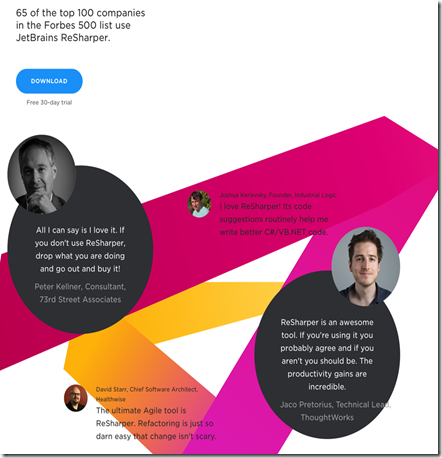 65 of the top 100 companies
in the Forbes 500 list use
JetBrains ReSharper.
DOWNLOAD
Free 30-day trial
All I can say is I love it. If
you don't use ReSharper,
drop what you are doing
and go out and buy it!
Peter Kellner, Consultant,
73rd Street Associates
Joshua Kerievsky, Founder, Industrial Logic
I love ReSharper! Its code
suggestions routinely help me
write better C#/VB.NET code.
ReSharper is an awesome
tool. If you're using it you
probably agree and if you
aren't you should be. The
productivity gains are
incredible.
Jaco Pretorius, Technical Lead,
ThoughtWorks
David Starr, Chief Software Architect,
Healthwise
The ultimate Agile tool is
ReSharper. Refactoring is just so
darn easy that change isn't scary.